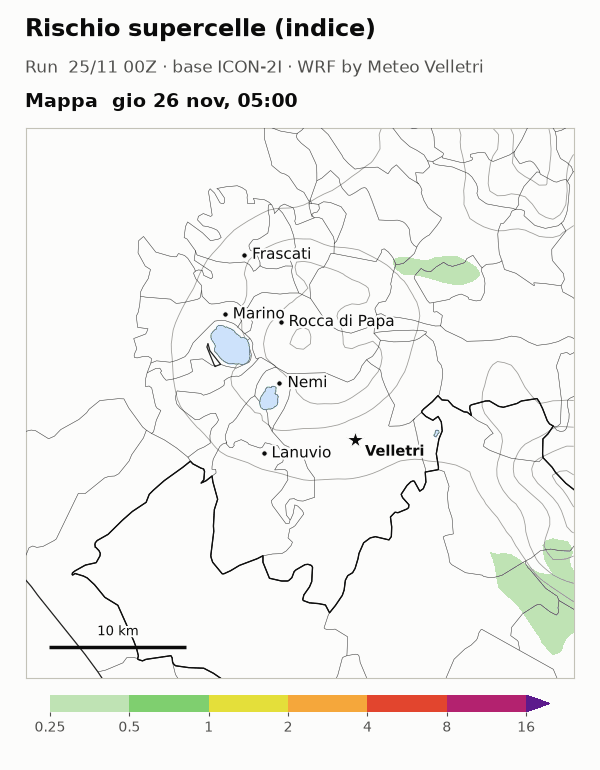 Rischio supercelle (indice)
Run  25/11 00Z · base ICON-2I · WRF by Meteo Velletri
Mappa  gio 26 nov, 05:00
Frascati
Marino
Rocca di Papa
Nemi
Velletri
Lanuvio
10 km
0.25 0.5 1 2 4 8 16